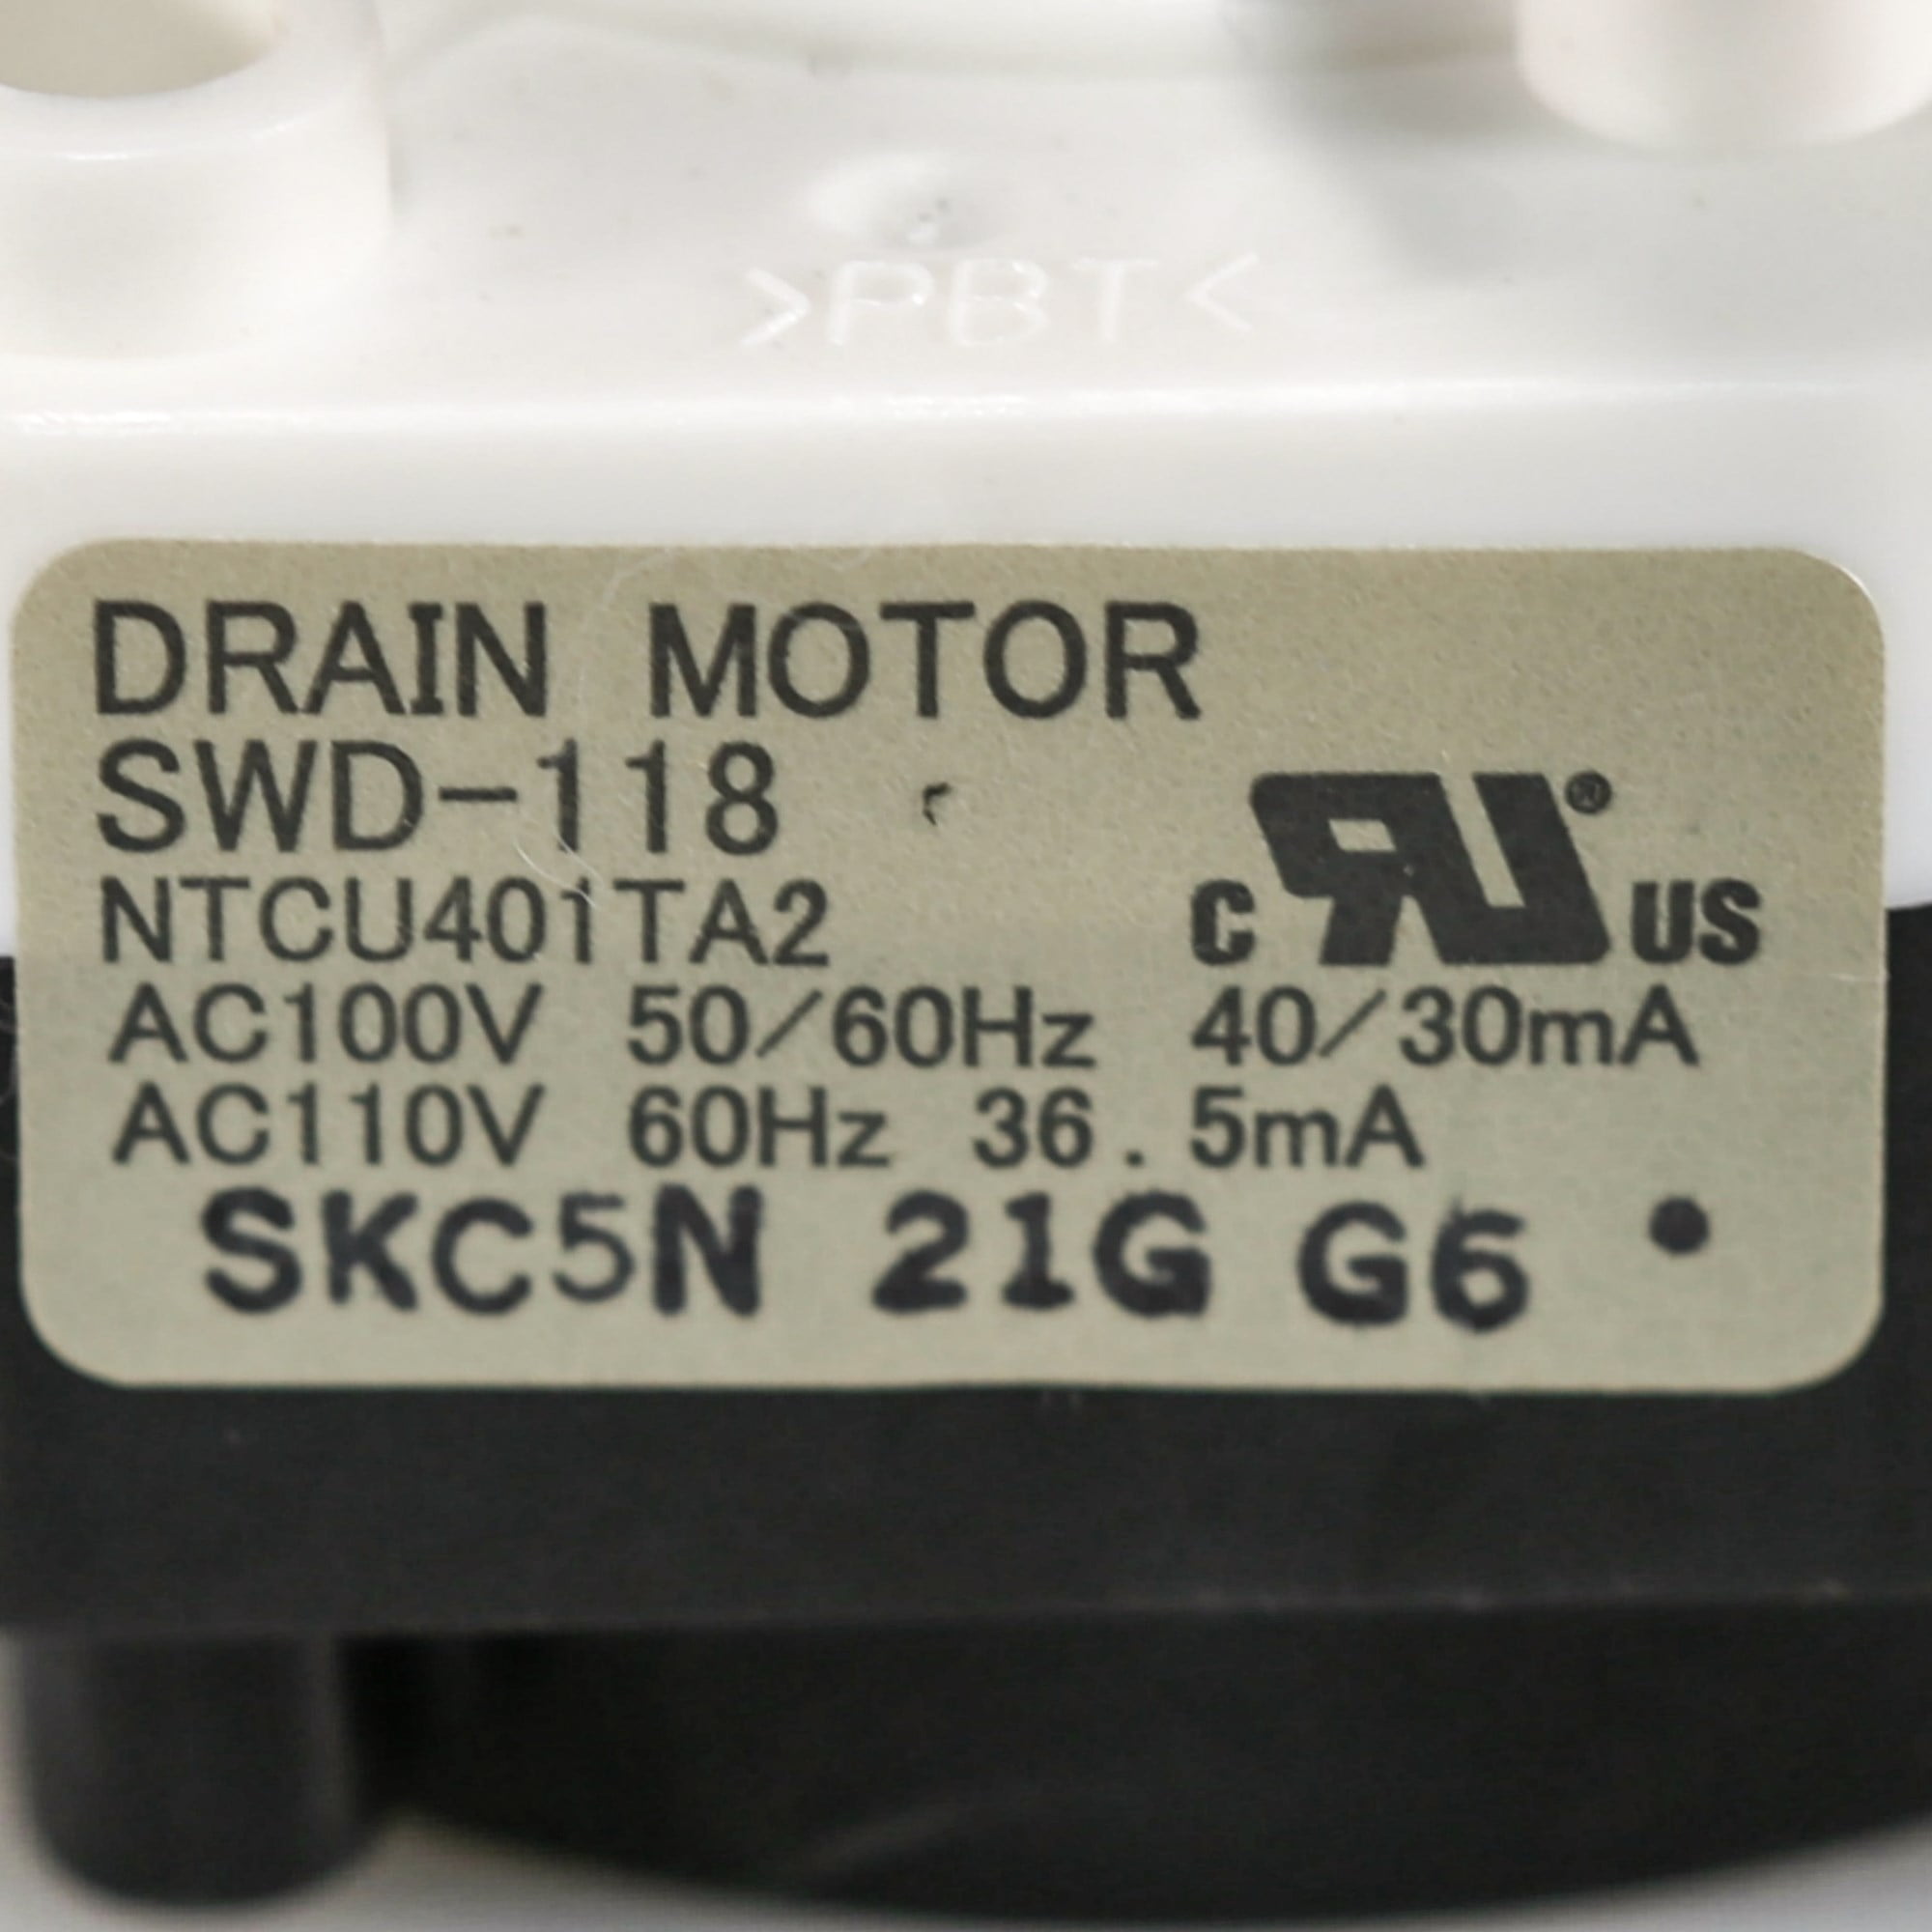 >PBT<
DRAIN MOTOR
SWD-118
NTCU401TA2
c RU® US
AC100V 50/60Hz 40/30mA
AC110V 60Hz 36.5mA
SKC5N 21G G6 •